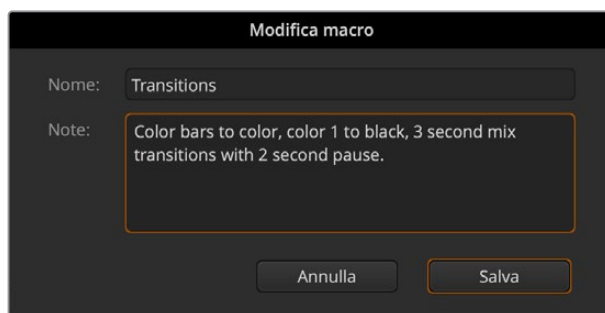 Modifica macro
Nome: Transitions
Note: Color bars to color, color 1 to black, 3 second mix
transitions with 2 second pause.
Annulla Salva